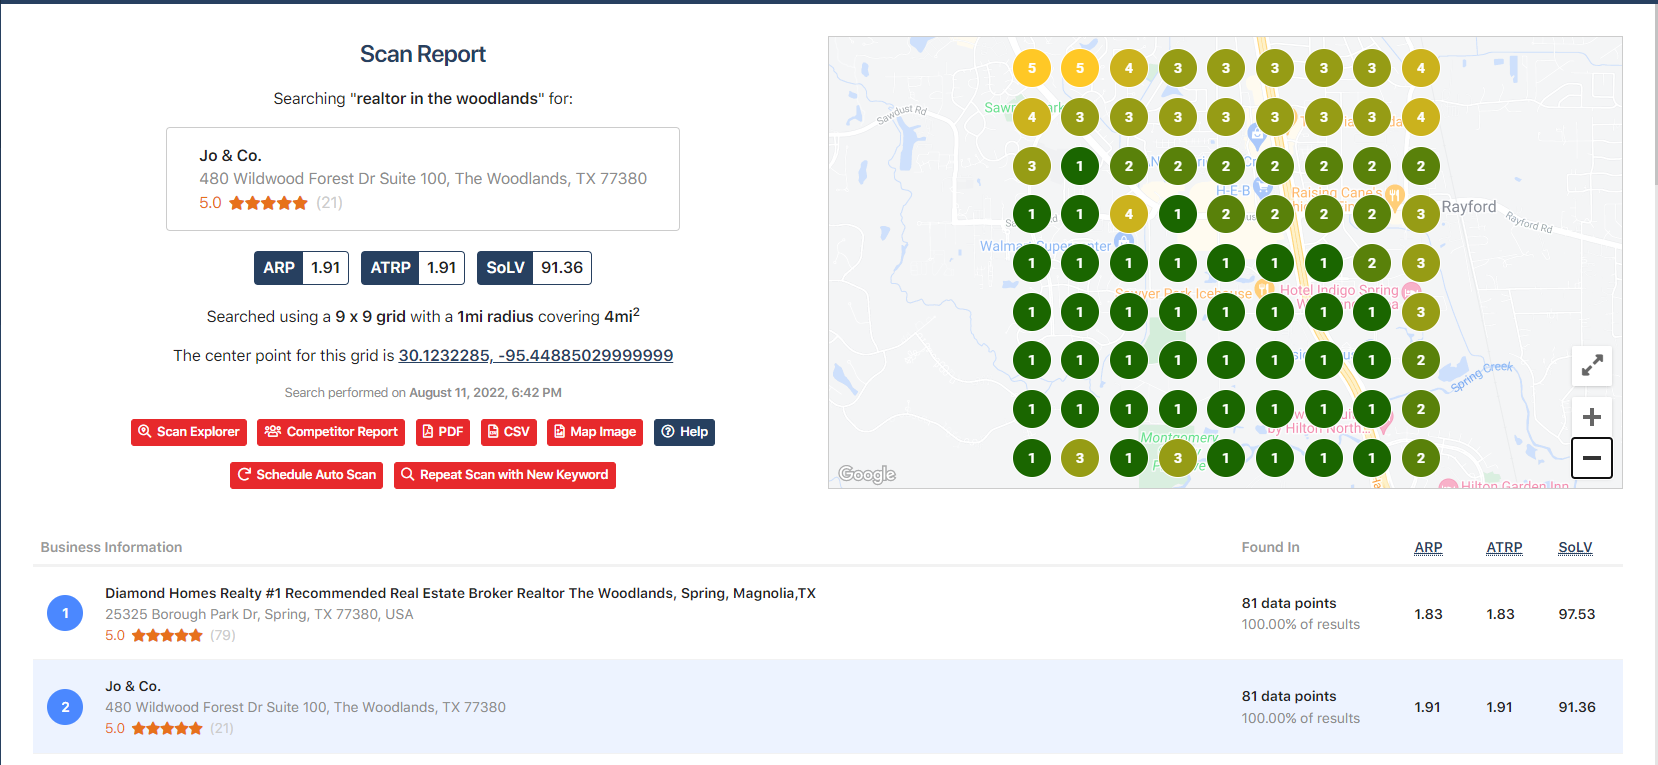 Scan Report
Searching "realtor in the woodlands" for:
Jo & Co.
480 Wildwood Forest Dr Suite 100, The Woodlands, TX 77380
5.0 (21)
ARP 1.91 ATRP 1.91 SoLV 91.36
Searched using a 9 x 9 grid with a 1mi radius covering 4mi²
The center point for this grid is 30.1232285, -95.44885029999999
Search performed on August 11, 2022, 6:42 PM
Scan Explorer Competitor Report PDF CSV Map Image Help
Schedule Auto Scan Repeat Scan with New Keyword
5 5 4 3 3 3 3 3 4
Sawdust Rd
4 3 3 3 3 3 3 3 4
3 1 2 2 2 2 2 2 2
H-E-B
Raising Cane's
1 1 4 1 2 2 2 2 3
Rayford
Rayford Rd
Walmart Supercenter
1 1 1 1 1 1 1 2 3
Sawyer Park Icehouse
Hotel Indigo Spring
1 1 1 1 1 1 1 1 3
1 1 1 1 1 1 1 1 2
Spring Creek
1 1 1 1 1 1 1 1 2
by Hilton North...
Montgomery
1 3 1 3 1 1 1 1 2
Google
Hilton Garden Inn
Business Information Found In ARP ATRP SoLV
1
Diamond Homes Realty #1 Recommended Real Estate Broker Realtor The Woodlands, Spring, Magnolia,TX
25325 Borough Park Dr, Spring, TX 77380, USA
5.0 (79)
81 data points
100.00% of results
1.83 1.83 97.53
2
Jo & Co.
480 Wildwood Forest Dr Suite 100, The Woodlands, TX 77380
5.0 (21)
81 data points
100.00% of results
1.91 1.91 91.36